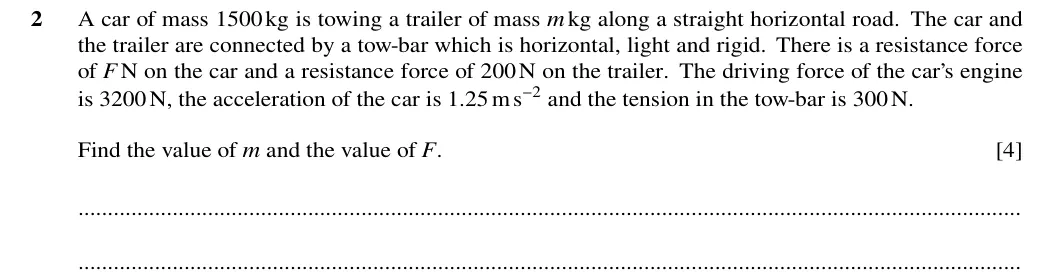 2 A car of mass 1500 kg is towing a trailer of mass m kg along a straight horizontal road. The car and
the trailer are connected by a tow-bar which is horizontal, light and rigid. There is a resistance force
of F N on the car and a resistance force of 200 N on the trailer. The driving force of the car’s engine
is 3200 N, the acceleration of the car is 1.25 m s⁻² and the tension in the tow-bar is 300 N.
Find the value of m and the value of F. [4]